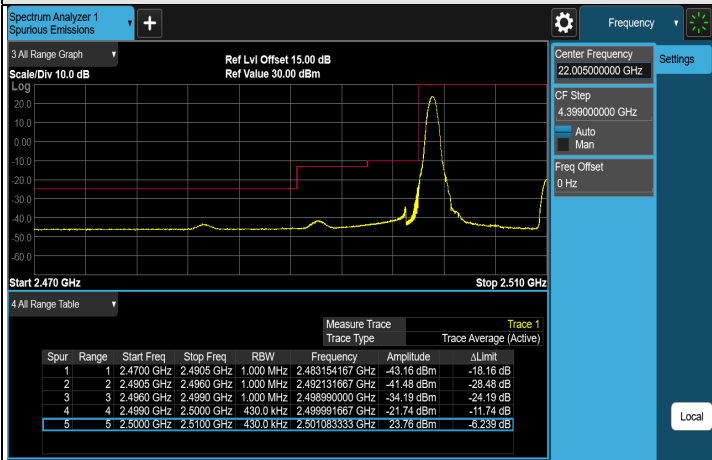 Spectrum Analyzer 1
Spurious Emissions
+
Frequency
3 All Range Graph
Ref Lvl Offset 15.00 dB
Scale/Div 10.0 dB
Ref Value 30.00 dBm
Log
20.0
10.0
0.00
-10.0
-20.0
-30.0
-40.0
-50.0
-60.0
Start 2.470 GHz
Stop 2.510 GHz
4 All Range Table
Measure Trace Trace 1
Trace Type Trace Average (Active)
Spur Range Start Freq Stop Freq RBW Frequency Amplitude ΔLimit
1 1 2.4700 GHz 2.4905 GHz 1.000 MHz 2.483154167 GHz -43.16 dBm -18.16 dB
2 2 2.4905 GHz 2.4960 GHz 1.000 MHz 2.492131667 GHz -41.48 dBm -28.48 dB
3 3 2.4960 GHz 2.4990 GHz 1.000 MHz 2.498990000 GHz -34.19 dBm -24.19 dB
4 4 2.4990 GHz 2.5000 GHz 430.0 kHz 2.499991667 GHz -21.74 dBm -11.74 dB
5 5 2.5000 GHz 2.5100 GHz 430.0 kHz 2.501083333 GHz 23.76 dBm -6.239 dB
Center Frequency
22.005000000 GHz
Settings
CF Step
4.399000000 GHz
Auto
Man
Freq Offset
0 Hz
Local